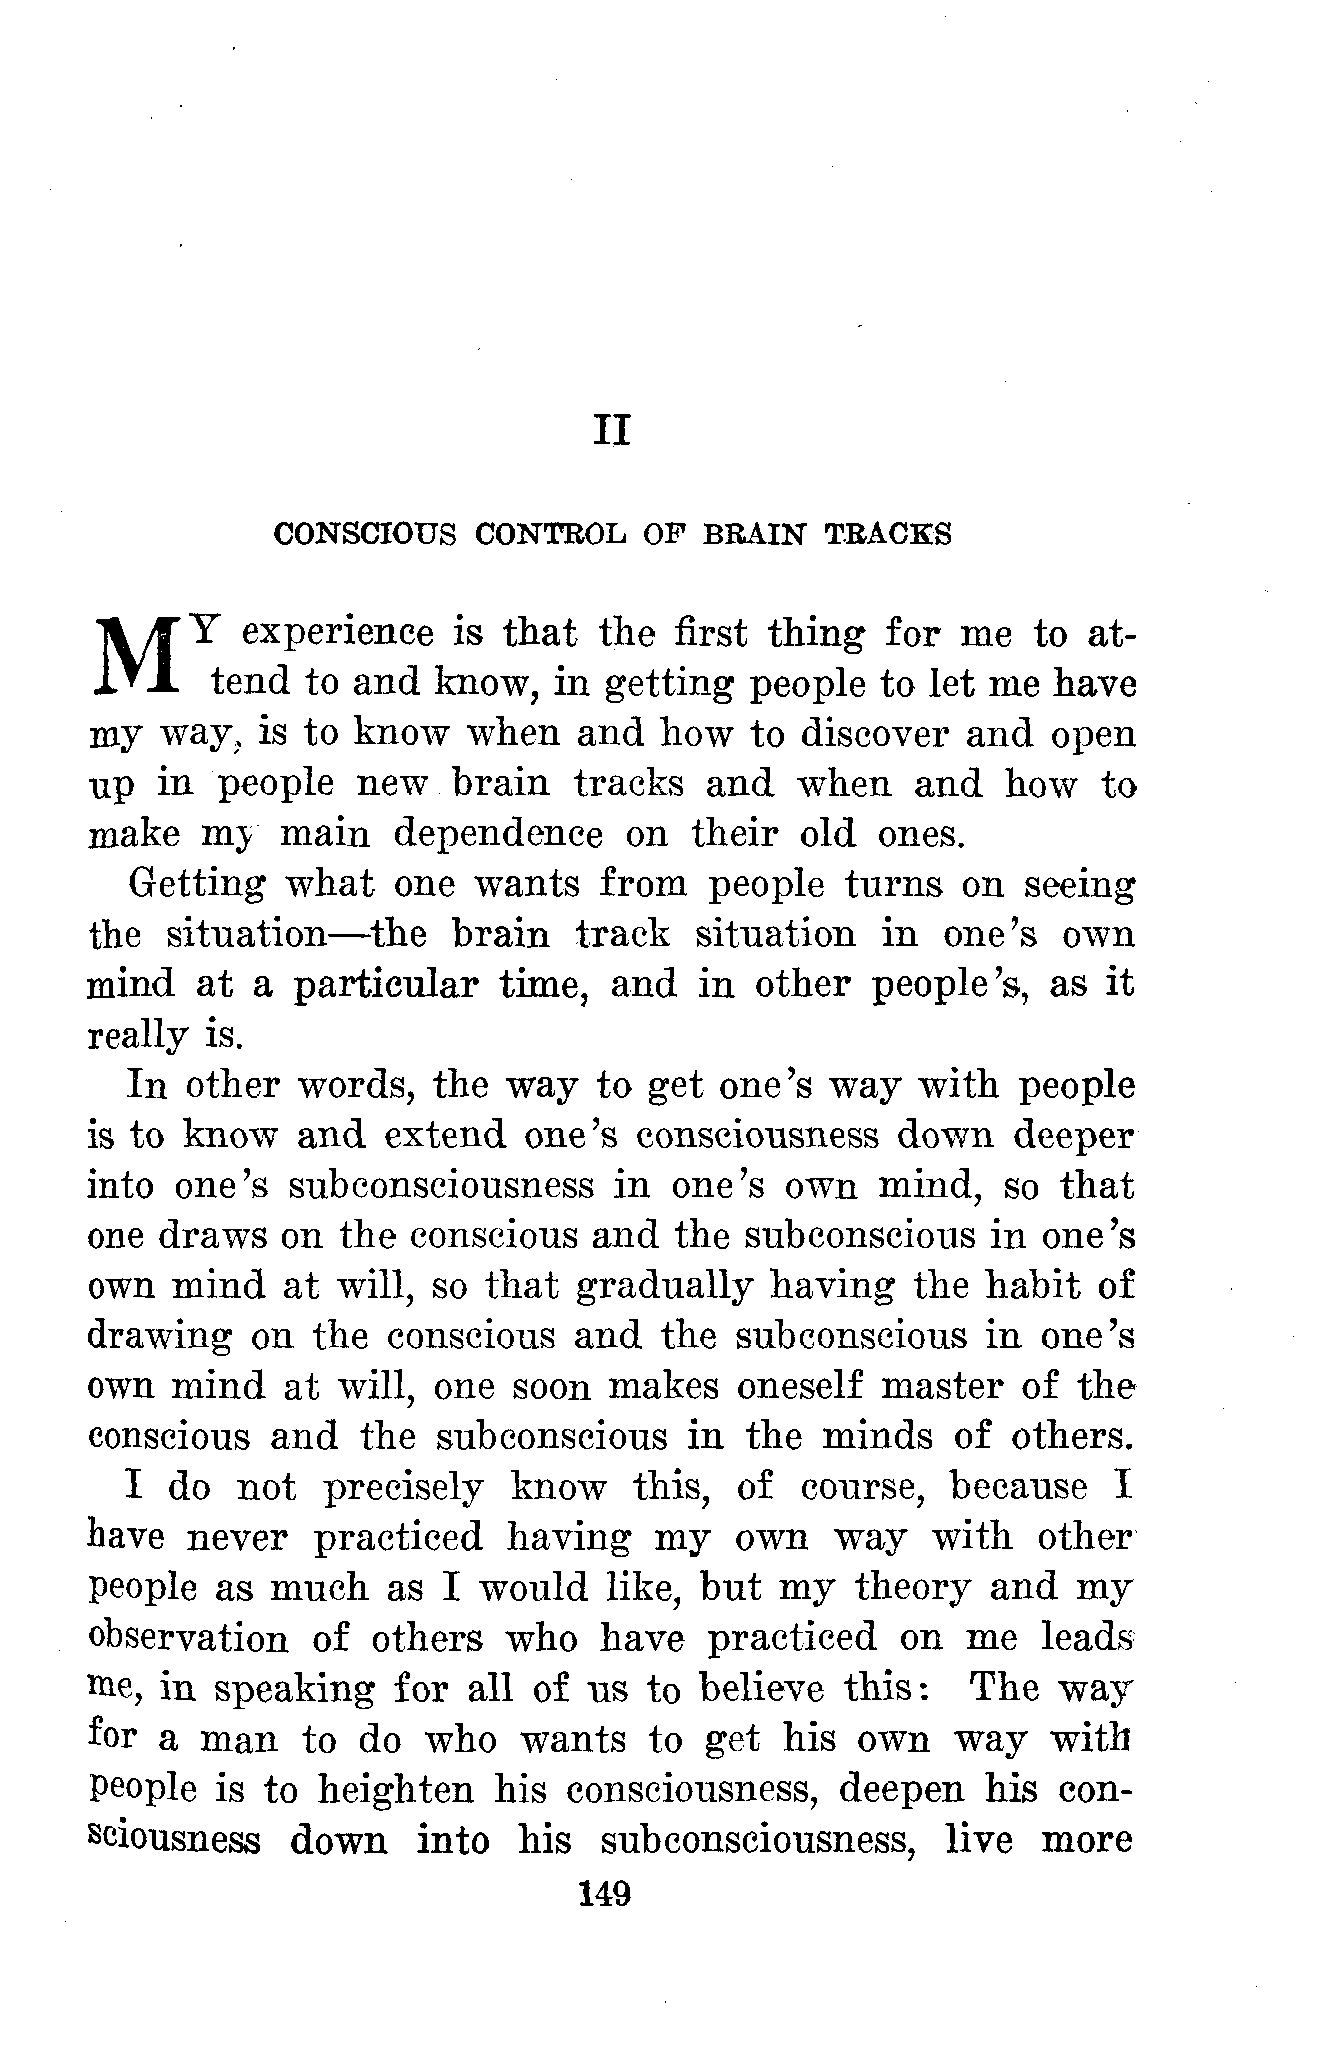 II
CONSCIOUS CONTROL OF BRAIN TRACKS
MY experience is that the first thing for me to at-
tend to and know, in getting people to let me have
my way, is to know when and how to discover and open
up in people new brain tracks and when and how to
make my main dependence on their old ones.
Getting what one wants from people turns on seeing
the situation—the brain track situation in one's own
mind at a particular time, and in other people's, as it
really is.
In other words, the way to get one's way with people
is to know and extend one's consciousness down deeper
into one's subconsciousness in one's own mind, so that
one draws on the conscious and the subconscious in one's
own mind at will, so that gradually having the habit of
drawing on the conscious and the subconscious in one's
own mind at will, one soon makes oneself master of the
conscious and the subconscious in the minds of others.
I do not precisely know this, of course, because I
have never practiced having my own way with other
people as much as I would like, but my theory and my
observation of others who have practiced on me leads
me, in speaking for all of us to believe this: The way
for a man to do who wants to get his own way with
people is to heighten his consciousness, deepen his con-
sciousness down into his subconsciousness, live more
149